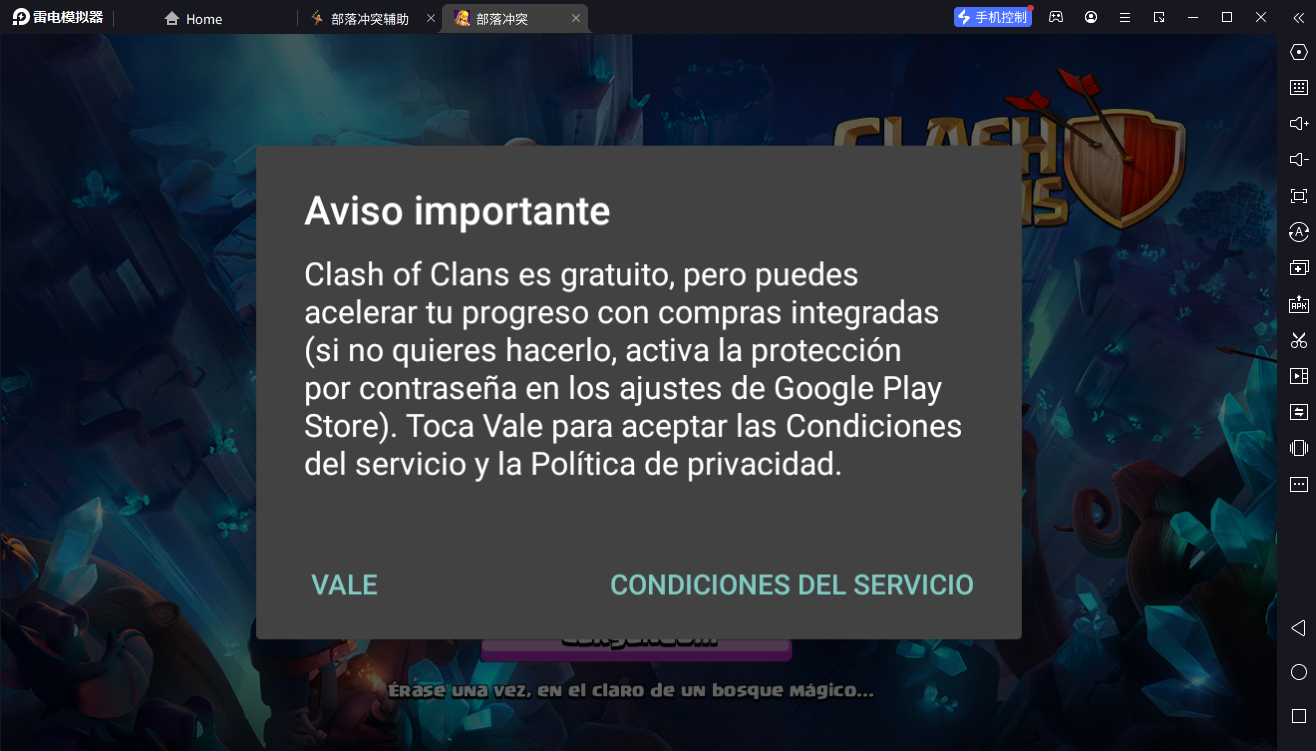 雷电模拟器
Home
部落冲突辅助
部落冲突
手机控制
CLASH
Aviso importante
Clash of Clans es gratuito, pero puedes
acelerar tu progreso con compras integradas
(si no quieres hacerlo, activa la protección
por contraseña en los ajustes de Google Play
Store). Toca Vale para aceptar las Condiciones
del servicio y la Política de privacidad.
VALE
CONDICIONES DEL SERVICIO
Érase una vez, en el claro de un bosque mágico...
A
APK